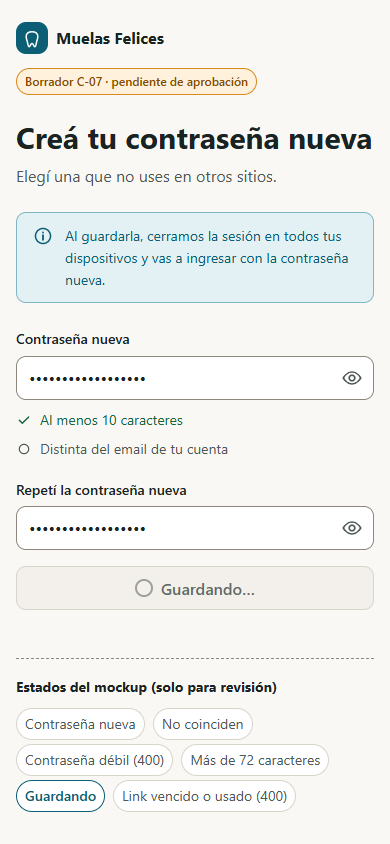 Muelas Felices
Borrador C-07 · pendiente de aprobación
Creá tu contraseña nueva
Elegí una que no uses en otros sitios.
Al guardarla, cerramos la sesión en todos tus
dispositivos y vas a ingresar con la contraseña
nueva.
Contraseña nueva
••••••••••••••••••
Al menos 10 caracteres
Distinta del email de tu cuenta
Repetí la contraseña nueva
••••••••••••••••••
Guardando…
Estados del mockup (solo para revisión)
Contraseña nueva No coinciden
Contraseña débil (400) Más de 72 caracteres
Guardando Link vencido o usado (400)